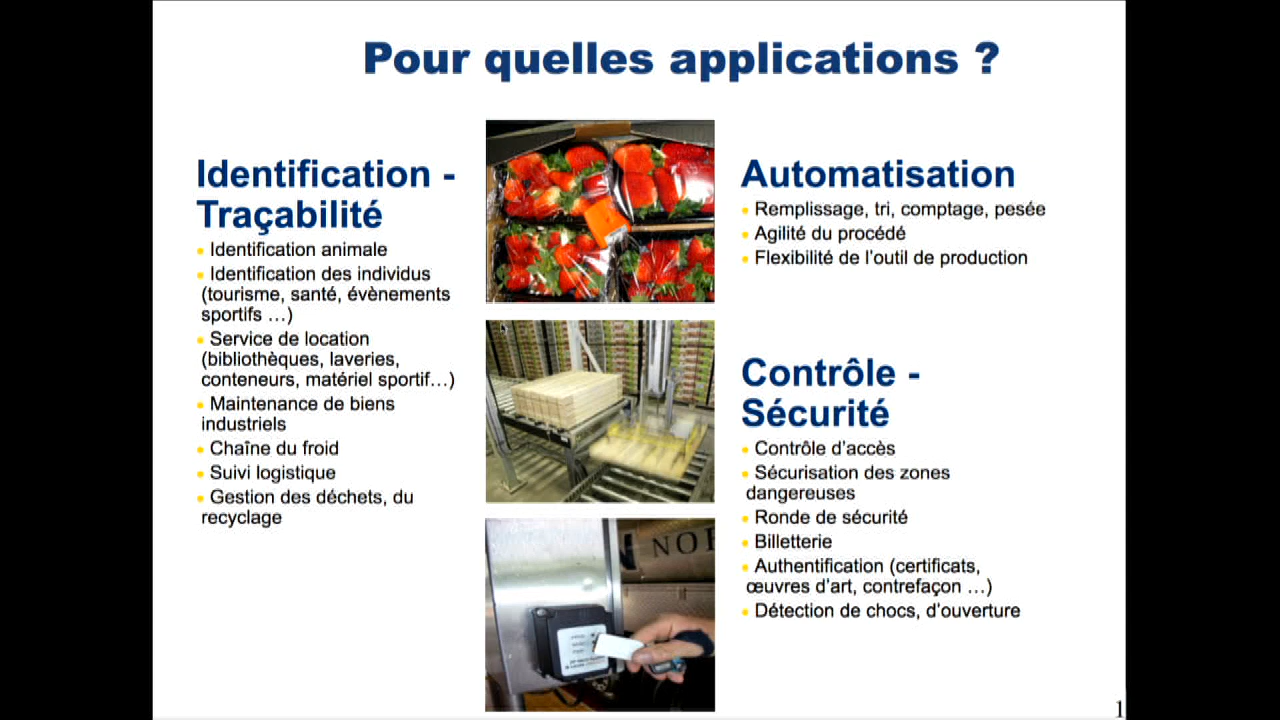 Pour quelles applications ?
Identification -
Traçabilité
Identification animale
Identification des individus
(tourisme, santé, évènements
sportifs …)
Service de location
(bibliothèques, laveries,
conteneurs, matériel sportif…)
Maintenance de biens
industriels
Chaîne du froid
Suivi logistique
Gestion des déchets, du
recyclage
Automatisation
Remplissage, tri, comptage, pesée
Agilité du procédé
Flexibilité de l'outil de production
Contrôle -
Sécurité
Contrôle d'accès
Sécurisation des zones
dangereuses
Ronde de sécurité
Billetterie
Authentification (certificats,
œuvres d'art, contrefaçon …)
Détection de chocs, d'ouverture
1